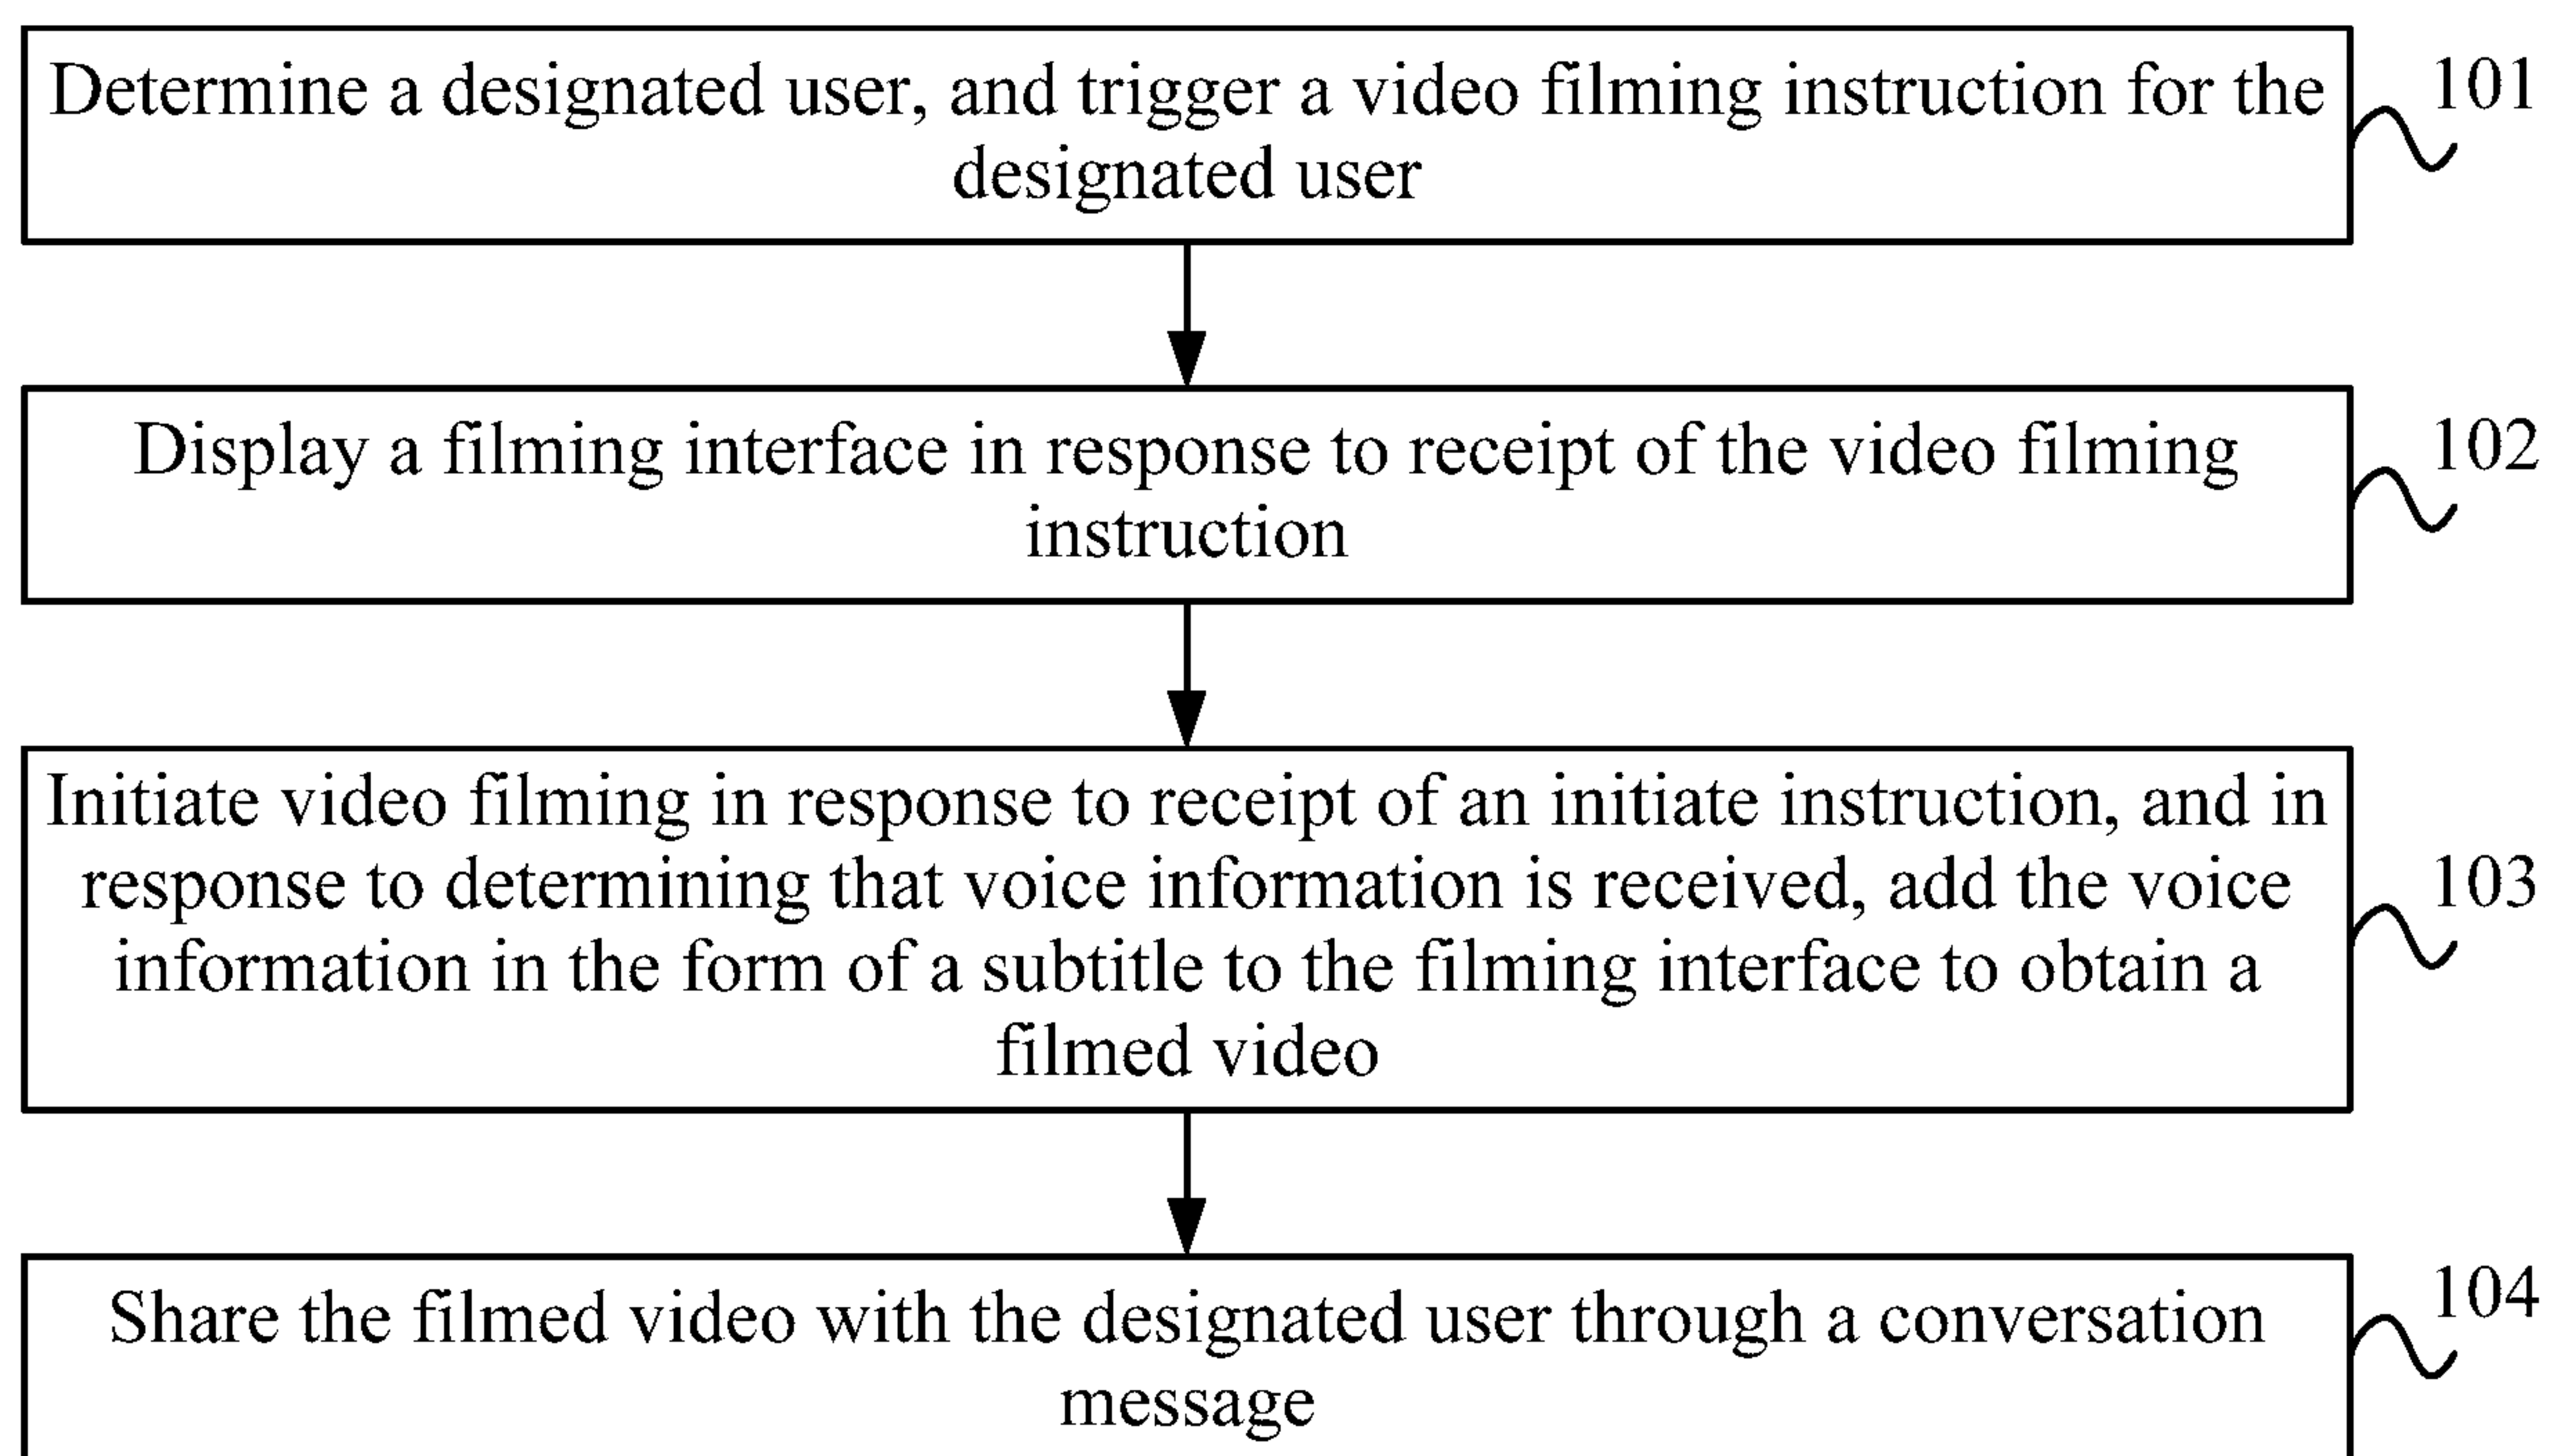 Determine a designated user, and trigger a video filming instruction for the
designated user
101
Display a filming interface in response to receipt of the video filming
instruction
102
Initiate video filming in response to receipt of an initiate instruction, and in
response to determining that voice information is received, add the voice
information in the form of a subtitle to the filming interface to obtain a
filmed video
103
Share the filmed video with the designated user through a conversation
message
104